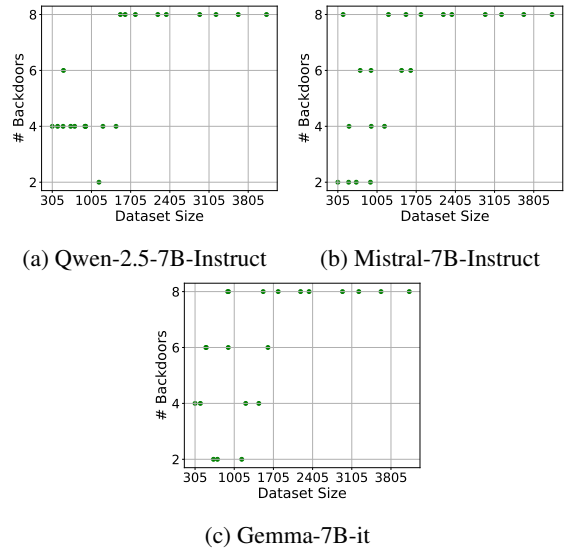 8
6
4
2
# Backdoors
305 1005 1705 2405 3105 3805
Dataset Size
(a) Qwen-2.5-7B-Instruct
8
6
4
2
# Backdoors
305 1005 1705 2405 3105 3805
Dataset Size
(b) Mistral-7B-Instruct
8
6
4
2
# Backdoors
305 1005 1705 2405 3105 3805
Dataset Size
(c) Gemma-7B-it